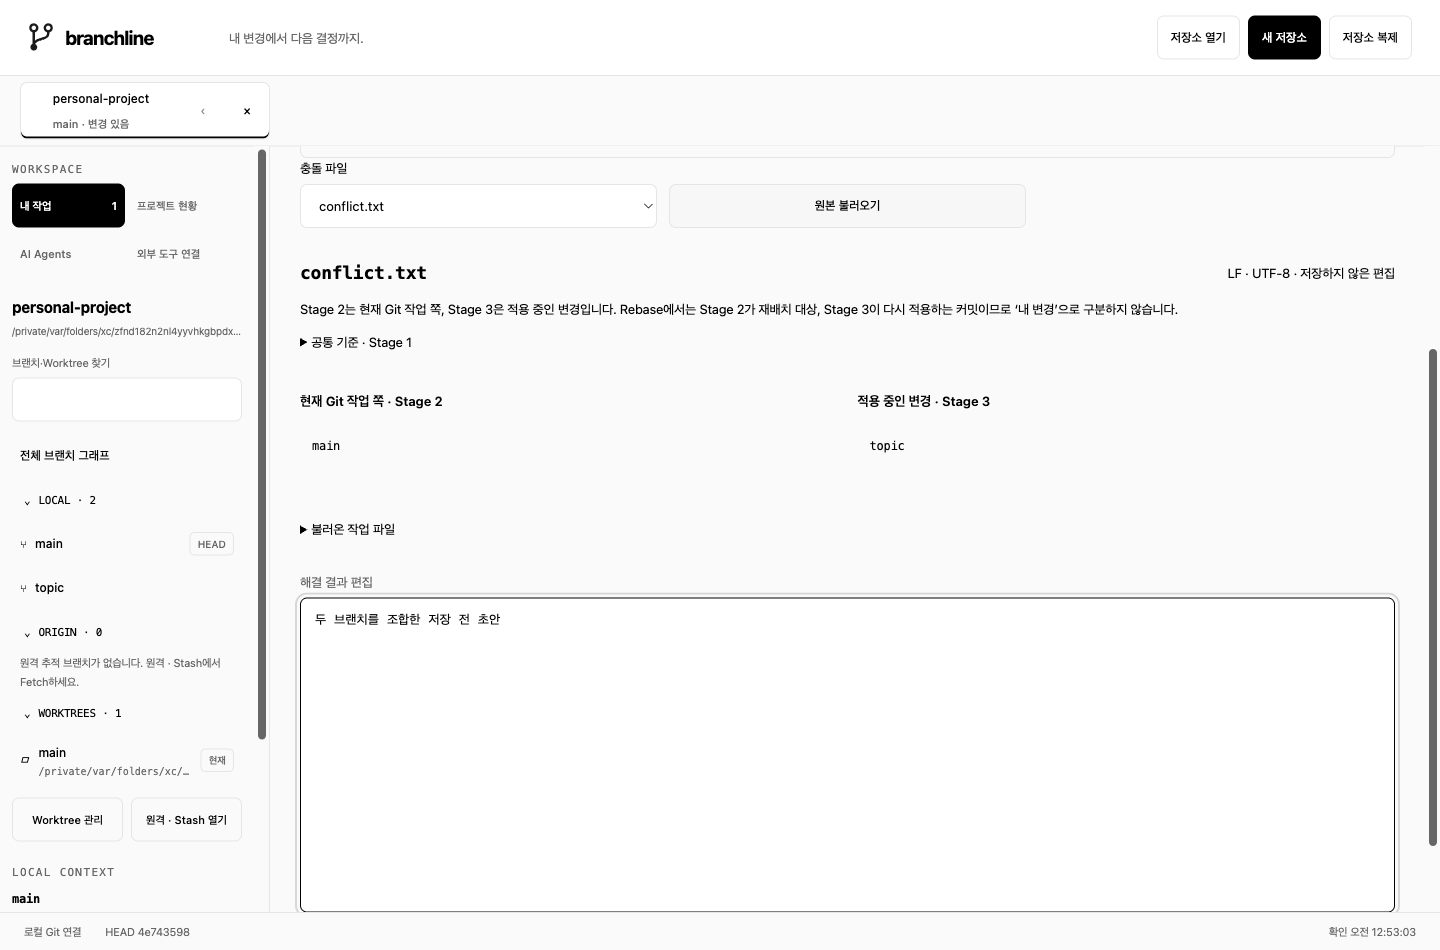 branchline
내 변경에서 다음 결정까지.
저장소 열기
새 저장소
저장소 복제
personal-project
main · 변경 있음
WORKSPACE
내 작업 1
프로젝트 현황
AI Agents
외부 도구 연결
personal-project
/private/var/folders/xc/zfnd182n2nl4yyvhkgbpdx...
브랜치·Worktree 찾기
전체 브랜치 그래프
LOCAL · 2
main HEAD
topic
ORIGIN · 0
원격 추적 브랜치가 없습니다. 원격 · Stash에서
Fetch하세요.
WORKTREES · 1
main
/private/var/folders/xc/…
현재
Worktree 관리
원격 · Stash 열기
LOCAL CONTEXT
main
충돌 파일
conflict.txt
원본 불러오기
conflict.txt
LF · UTF-8 · 저장하지 않은 편집
Stage 2는 현재 Git 작업 쪽, Stage 3은 적용 중인 변경입니다. Rebase에서는 Stage 2가 재배치 대상, Stage 3이 다시 적용하는 커밋이므로 ‘내 변경’으로 구분하지 않습니다.
공통 기준 · Stage 1
현재 Git 작업 쪽 · Stage 2
main
적용 중인 변경 · Stage 3
topic
불러온 작업 파일
해결 결과 편집
두 브랜치를 조합한 저장 전 초안
로컬 Git 연결
HEAD 4e743598
확인 오전 12:53:03